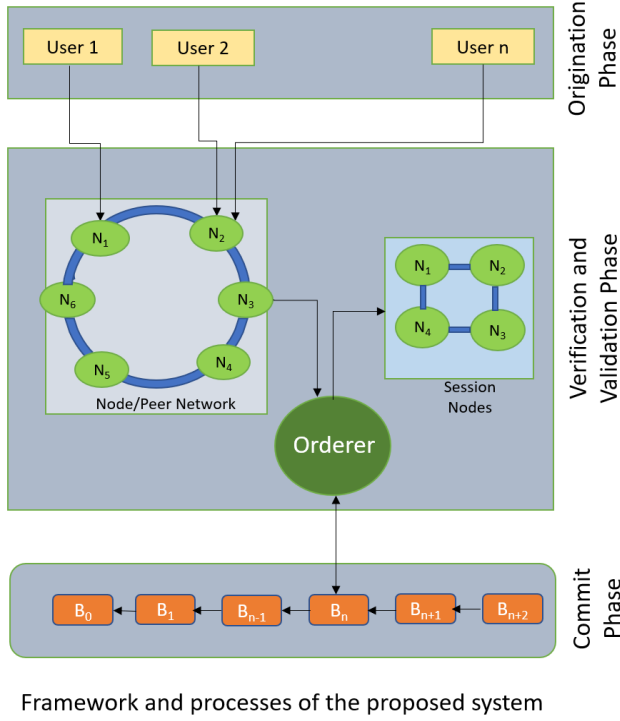 User 1
User 2
User n
Origination
Phase
N₁
N₂
N₆
N₃
N₅
N₄
Node/Peer Network
N₁
N₂
N₄
N₃
Session
Nodes
Orderer
Verification and
Validation Phase
B₀
B₁
Bₙ₋₁
Bₙ
Bₙ₊₁
Bₙ₊₂
Commit
Phase
Framework and processes of the proposed system